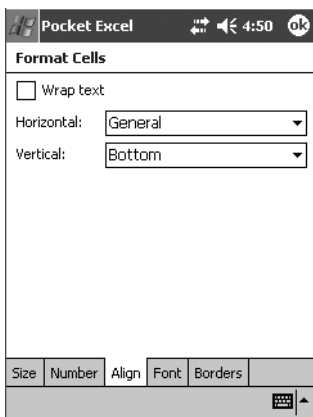 Pocket Excel 4:50 ok
Format Cells
Wrap text
Horizontal: General
Vertical: Bottom
Size Number Align Font Borders